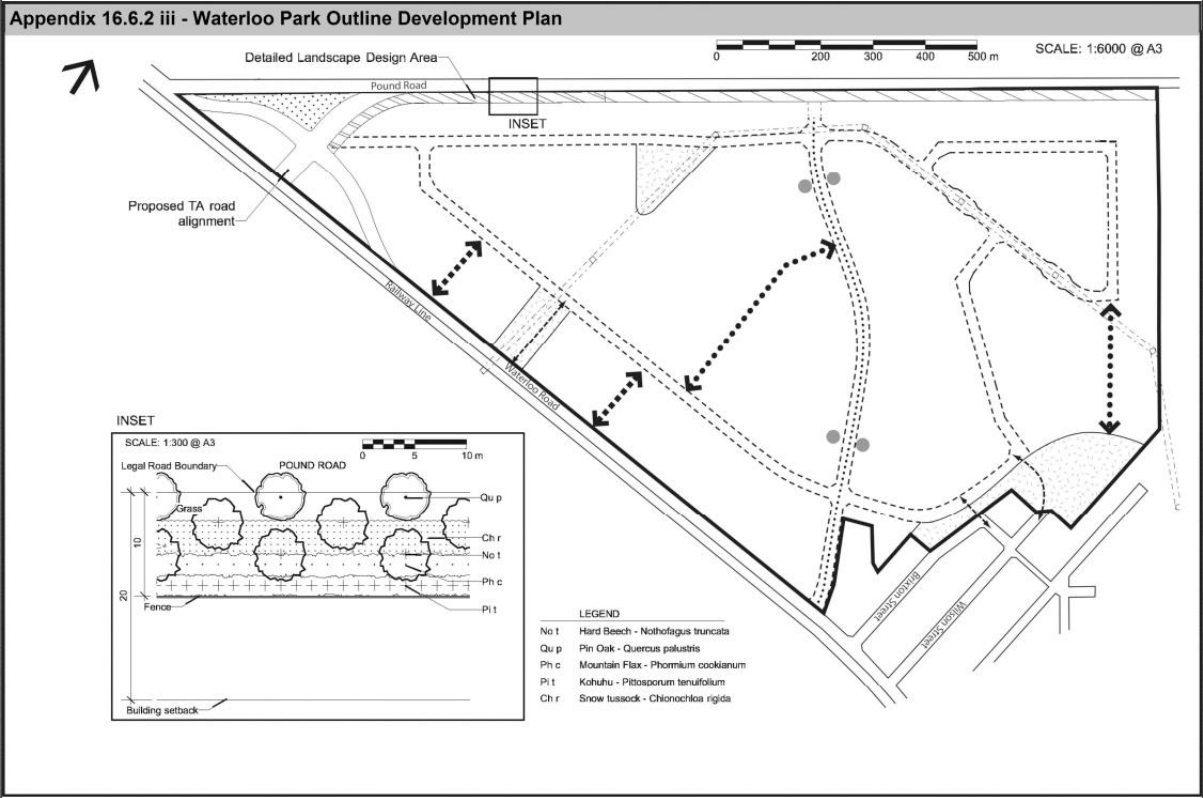 Appendix 16.6.2 iii - Waterloo Park Outline Development Plan
Detailed Landscape Design Area
0 200 300 400 500 m
SCALE: 1:6000 @ A3
Pound Road
INSET
Proposed TA road
alignment
Railway Line
Waterloo Road
Brixton Street
Wilson Street
INSET
SCALE: 1:300 @ A3
0 5 10 m
Legal Road Boundary
POUND ROAD
Qu p
Grass
Ch r
10
No t
Ph c
20
Fence
Pi t
Building setback
LEGEND
No t Hard Beech - Nothofagus truncata
Qu p Pin Oak - Quercus palustris
Ph c Mountain Flax - Phormium cookianum
Pi t Kohuhu - Pittosporum tenuifolium
Ch r Snow tussock - Chionochloa rigida